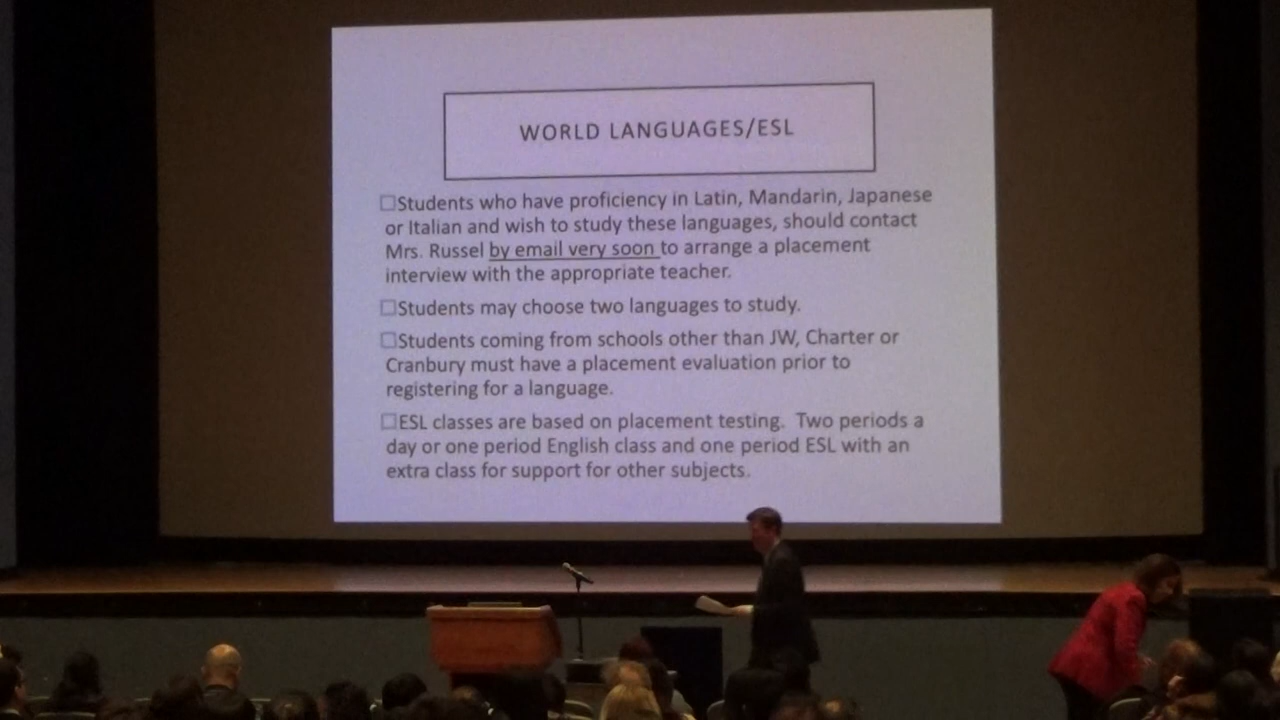 WORLD LANGUAGES/ESL
☐Students who have proficiency in Latin, Mandarin, Japanese
or Italian and wish to study these languages, should contact
Mrs. Russel by email very soon to arrange a placement
interview with the appropriate teacher.
☐Students may choose two languages to study.
☐Students coming from schools other than JW, Charter or
Cranbury must have a placement evaluation prior to
registering for a language.
☐ESL classes are based on placement testing.  Two periods a
day or one period English class and one period ESL with an
extra class for support for other subjects.